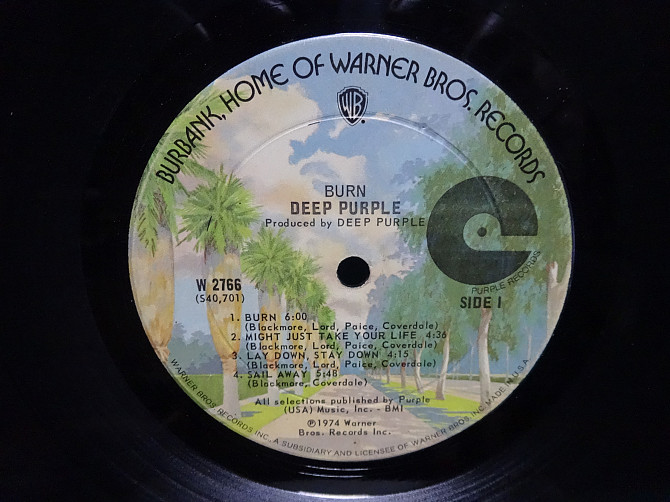 BURBANK, HOME OF WARNER BROS. RECORDS
WB
BURN
DEEP PURPLE
Produced by DEEP PURPLE
PURPLE RECORDS
W 2766
(S40,701)
SIDE 1
1. BURN 6:00
(Blackmore, Lord, Paice, Coverdale)
2. MIGHT JUST TAKE YOUR LIFE 4:36
(Blackmore, Lord, Paice, Coverdale)
3. LAY DOWN, STAY DOWN 4:15
(Blackmore, Lord, Paice, Coverdale)
4. SAIL AWAY 5:48
(Blackmore, Coverdale)
All selections published by Purple
(USA) Music, Inc. - BMI
℗1974 Warner
Bros. Records Inc.
WARNER BROS RECORDS INC., A SUBSIDIARY AND LICENSEE OF WARNER BROS INC. MADE IN U.S.A.